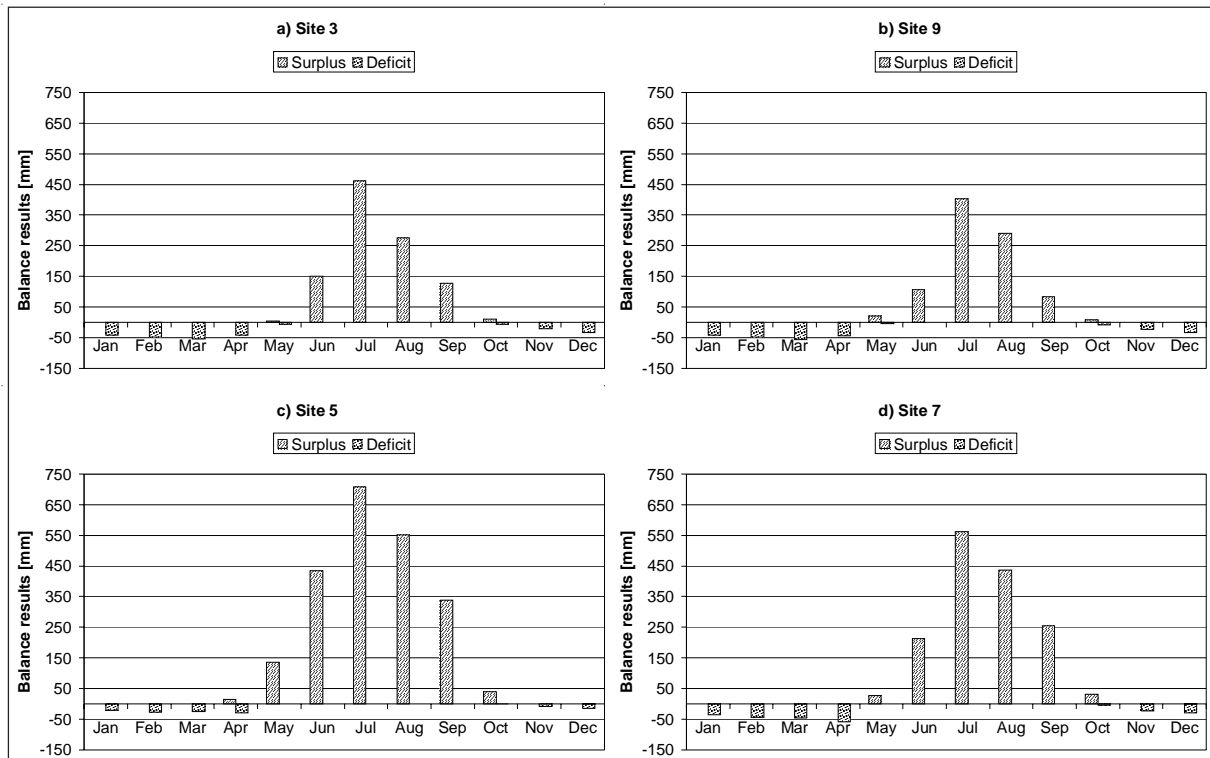 a) Site 3
Surplus Deficit
Balance results [mm]
750
650
550
450
350
250
150
50
-50
-150
Jan Feb Mar Apr May Jun Jul Aug Sep Oct Nov Dec
b) Site 9
Surplus Deficit
Balance results [mm]
750
650
550
450
350
250
150
50
-50
-150
Jan Feb Mar Apr May Jun Jul Aug Sep Oct Nov Dec
c) Site 5
Surplus Deficit
Balance results [mm]
750
650
550
450
350
250
150
50
-50
-150
Jan Feb Mar Apr May Jun Jul Aug Sep Oct Nov Dec
d) Site 7
Surplus Deficit
Balance results [mm]
750
650
550
450
350
250
150
50
-50
-150
Jan Feb Mar Apr May Jun Jul Aug Sep Oct Nov Dec